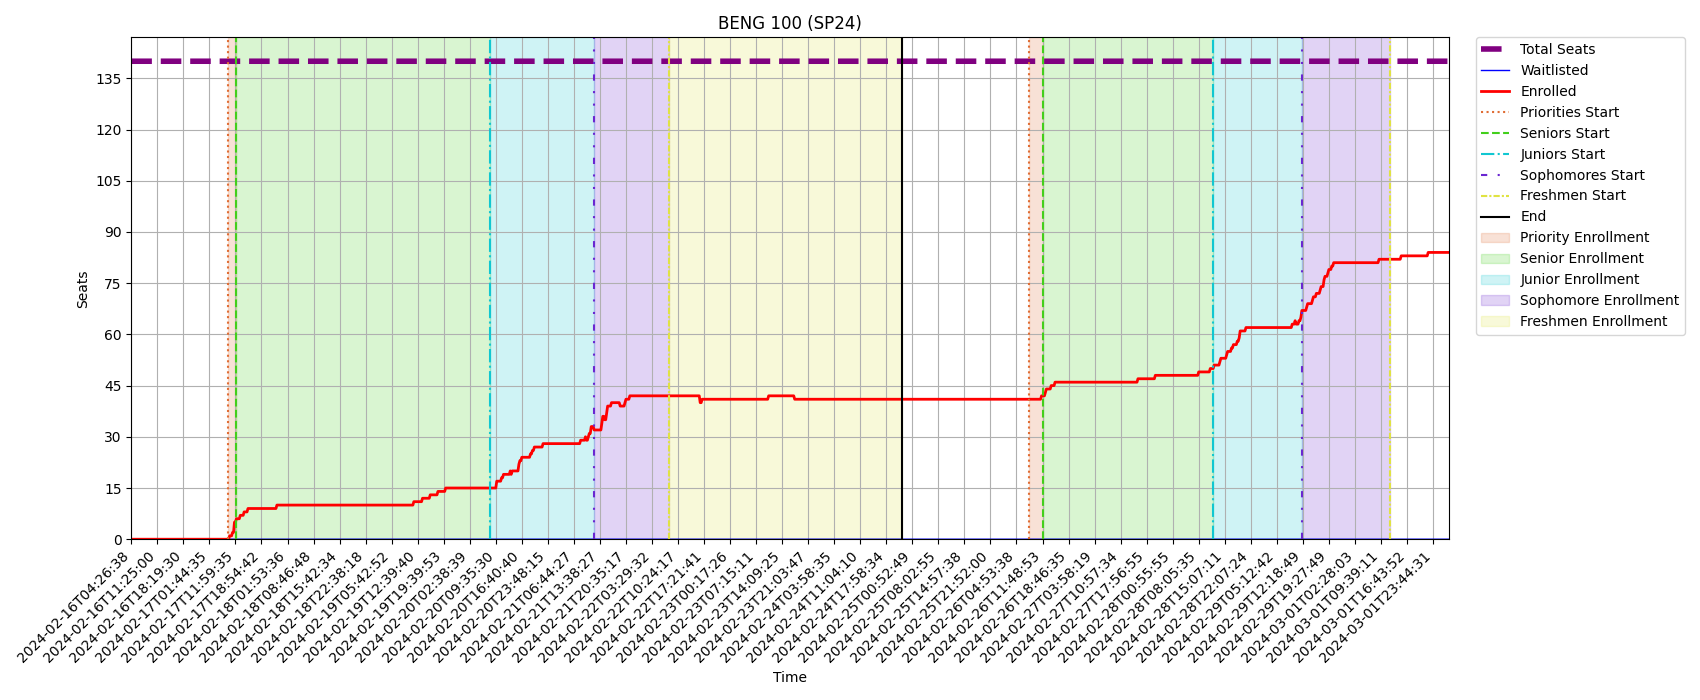 BENG 100 (SP24)
Seats
135
120
105
90
75
60
45
30
15
0
2024-02-16T04:26:38
2024-02-16T11:25:00
2024-02-16T18:19:30
2024-02-17T01:44:35
2024-02-17T11:59:35
2024-02-17T18:54:42
2024-02-18T01:53:36
2024-02-18T08:46:48
2024-02-18T15:42:34
2024-02-18T22:38:18
2024-02-19T05:42:52
2024-02-19T12:39:40
2024-02-19T19:39:53
2024-02-20T02:38:39
2024-02-20T09:35:30
2024-02-20T16:40:40
2024-02-20T23:48:15
2024-02-21T06:44:27
2024-02-21T13:38:27
2024-02-21T20:35:17
2024-02-22T03:29:32
2024-02-22T10:24:17
2024-02-22T17:21:41
2024-02-23T00:17:26
2024-02-23T07:15:11
2024-02-23T14:09:25
2024-02-23T21:03:47
2024-02-24T03:58:35
2024-02-24T11:04:10
2024-02-24T17:58:34
2024-02-25T00:52:49
2024-02-25T08:02:55
2024-02-25T14:57:38
2024-02-25T21:52:00
2024-02-26T04:53:38
2024-02-26T11:48:53
2024-02-26T18:46:35
2024-02-27T03:58:19
2024-02-27T10:57:34
2024-02-27T17:56:55
2024-02-28T00:55:55
2024-02-28T08:05:35
2024-02-28T15:07:11
2024-02-28T22:07:24
2024-02-29T05:12:42
2024-02-29T12:18:49
2024-02-29T19:27:49
2024-03-01T02:28:03
2024-03-01T09:39:11
2024-03-01T16:43:52
2024-03-01T23:44:31
Time
Total Seats
Waitlisted
Enrolled
Priorities Start
Seniors Start
Juniors Start
Sophomores Start
Freshmen Start
End
Priority Enrollment
Senior Enrollment
Junior Enrollment
Sophomore Enrollment
Freshmen Enrollment